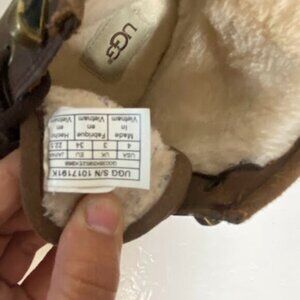 UGG
UGG S/N 1017191K
USA UK EU JAPAN
4 3 34 22.5
Made in Vietnam
Fabrique en Vietnam
Hecho en Vietnam